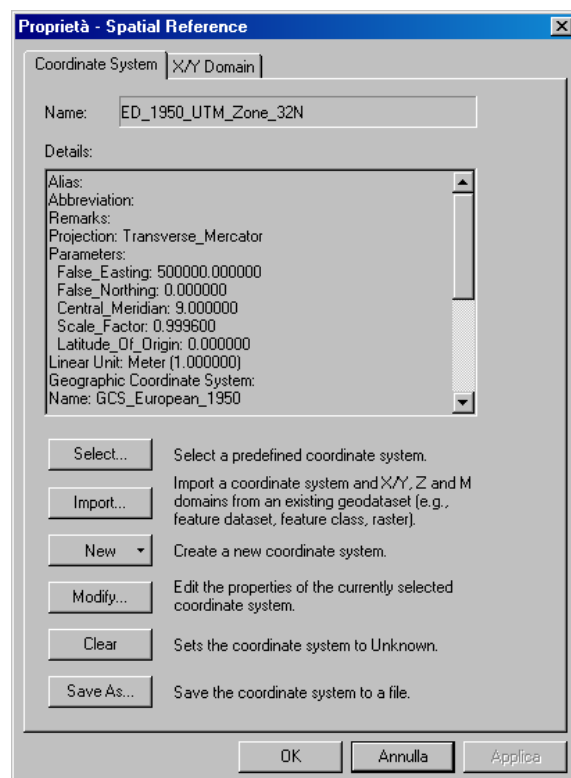 Proprietà - Spatial Reference
Coordinate System
X/Y Domain
Name:
ED_1950_UTM_Zone_32N
Details:
Alias:
Abbreviation:
Remarks:
Projection: Transverse_Mercator
Parameters:
False_Easting: 500000.000000
False_Northing: 0.000000
Central_Meridian: 9.000000
Scale_Factor: 0.999600
Latitude_Of_Origin: 0.000000
Linear Unit: Meter (1.000000)
Geographic Coordinate System:
Name: GCS_European_1950
Select...
Select a predefined coordinate system.
Import...
Import a coordinate system and X/Y, Z and M
domains from an existing geodataset (e.g.,
feature dataset, feature class, raster).
New
Create a new coordinate system.
Modify...
Edit the properties of the currently selected
coordinate system.
Clear
Sets the coordinate system to Unknown.
Save As...
Save the coordinate system to a file.
OK
Annulla
Applica